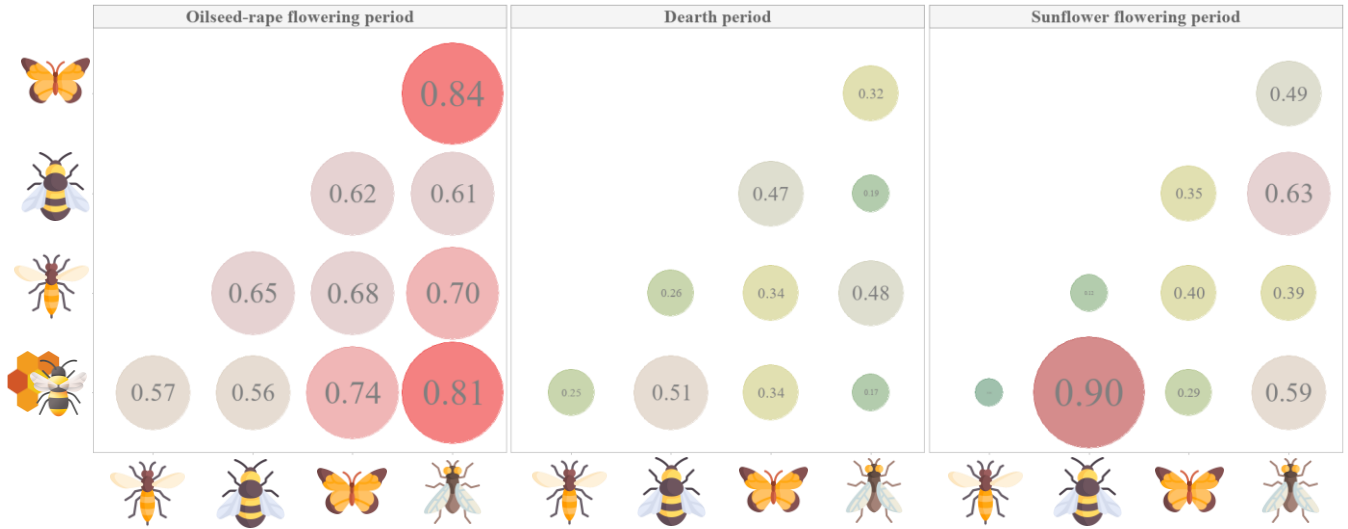 Oilseed-rape flowering period Dearth period Sunflower flowering period
0.84 0.32 0.49
0.62 0.61 0.47 0.19 0.35 0.63
0.65 0.68 0.70 0.26 0.34 0.48 0.40 0.39
0.57 0.56 0.74 0.81 0.25 0.51 0.34 0.17 0.90 0.29 0.59